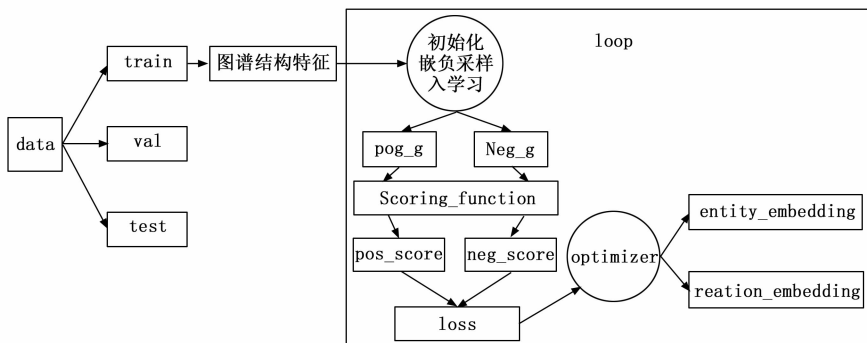 data
train
val
test
图谱结构特征
loop
初始化
嵌负采样
入学习
pog_g
Neg_g
Scoring_function
pos_score
neg_score
loss
optimizer
entity_embedding
reation_embedding